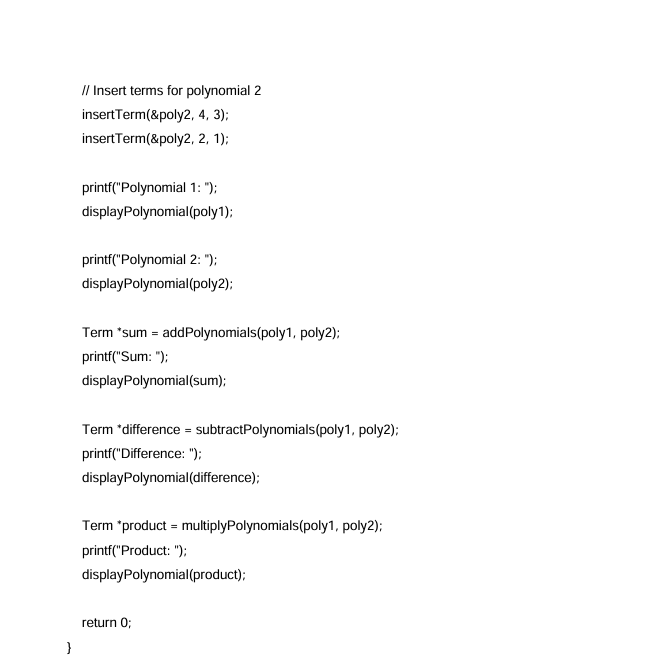 // Insert terms for polynomial 2
insertTerm(&poly2, 4, 3);
insertTerm(&poly2, 2, 1);
printf("Polynomial 1: ");
displayPolynomial(poly1);
printf("Polynomial 2: ");
displayPolynomial(poly2);
Term *sum = addPolynomials(poly1, poly2);
printf("Sum: ");
displayPolynomial(sum);
Term *difference = subtractPolynomials(poly1, poly2);
printf("Difference: ");
displayPolynomial(difference);
Term *product = multiplyPolynomials(poly1, poly2);
printf("Product: ");
displayPolynomial(product);
return 0;
}